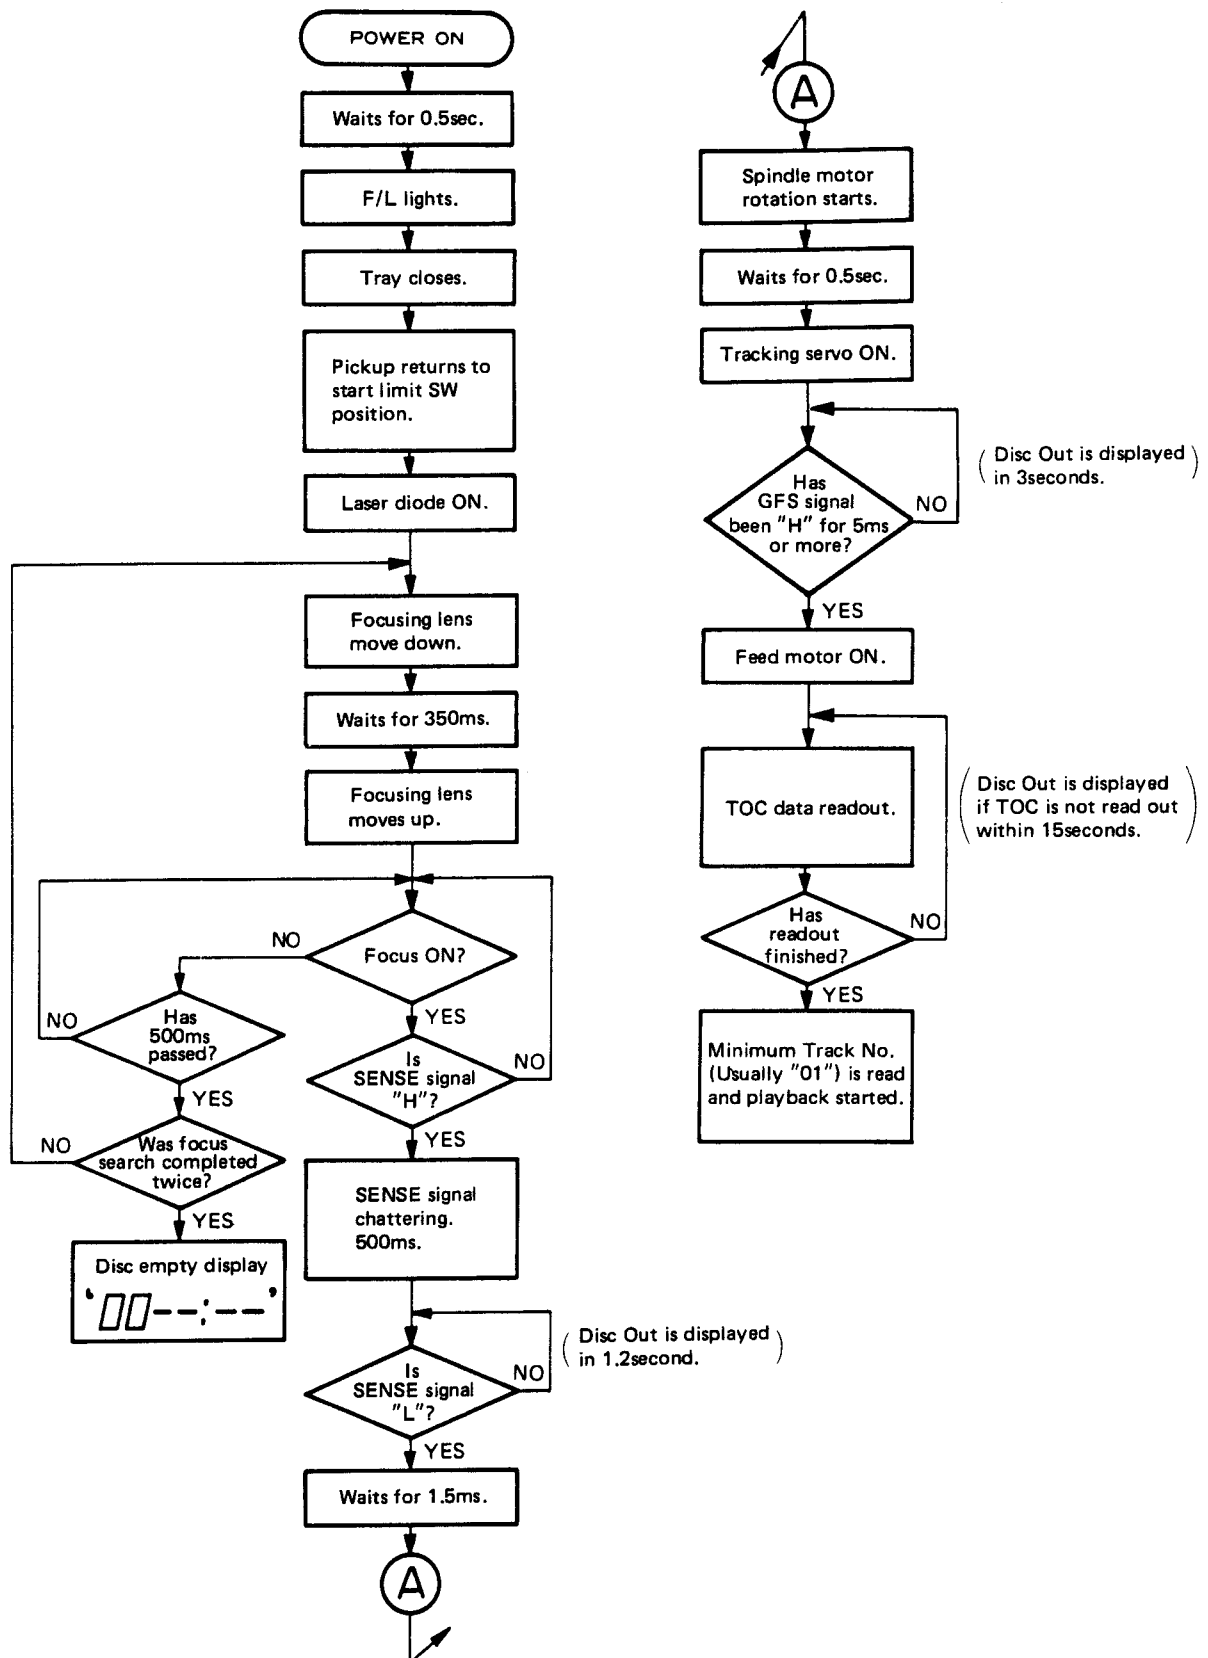 POWER ON
Waits for 0.5sec.
F/L lights.
Tray closes.
Pickup returns to
start limit SW
position.
Laser diode ON.
Focusing lens
move down.
Waits for 350ms.
Focusing lens
moves up.
Focus ON?
NO
YES
Has
500ms
passed?
NO
YES
Is
SENSE signal
"H"?
NO
YES
Was focus
search completed
twice?
NO
YES
Disc empty display
‘00--:--’
SENSE signal
chattering.
500ms.
(Disc Out is displayed
in 1.2second.)
Is
SENSE signal
"L"?
NO
YES
Waits for 1.5ms.
A
A
Spindle motor
rotation starts.
Waits for 0.5sec.
Tracking servo ON.
(Disc Out is displayed
in 3seconds.)
Has
GFS signal
been "H" for 5ms
or more?
NO
YES
Feed motor ON.
TOC data readout.
(Disc Out is displayed
if TOC is not read out
within 15seconds.)
Has
readout
finished?
NO
YES
Minimum Track No.
(Usually "01") is read
and playback started.